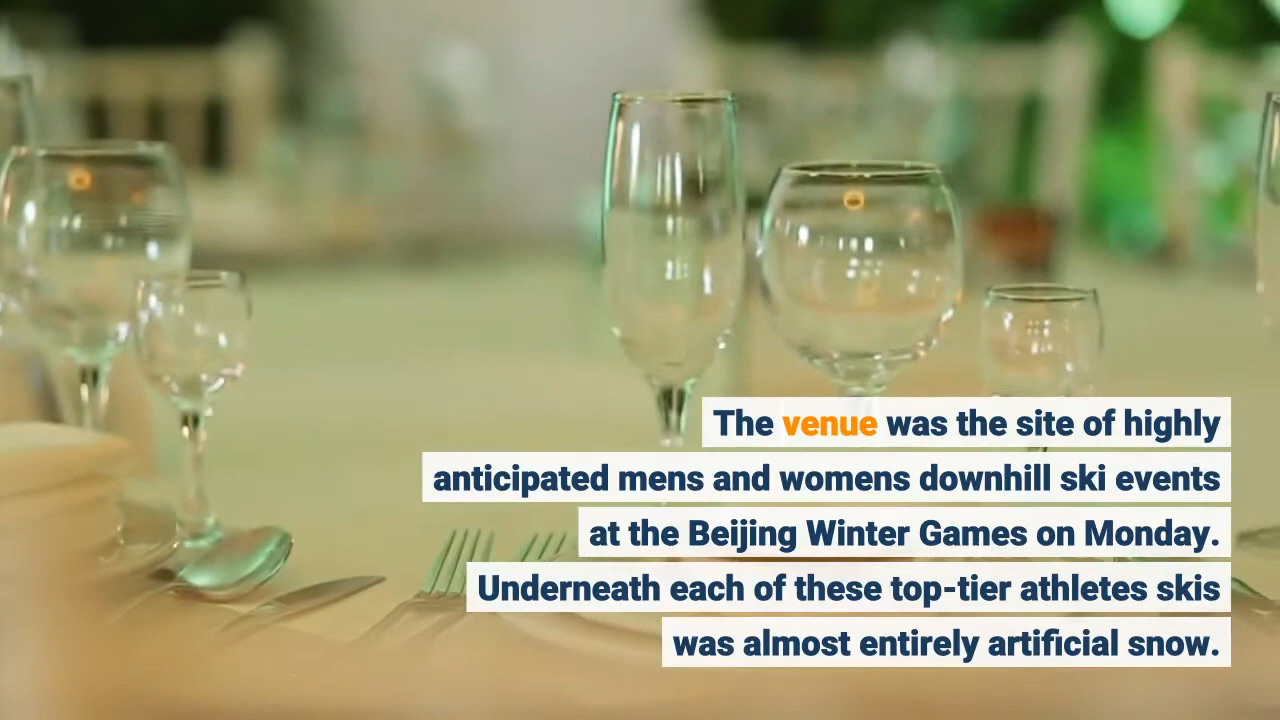 The venue was the site of highly
anticipated mens and womens downhill ski events
at the Beijing Winter Games on Monday.
Underneath each of these top-tier athletes skis
was almost entirely artificial snow.